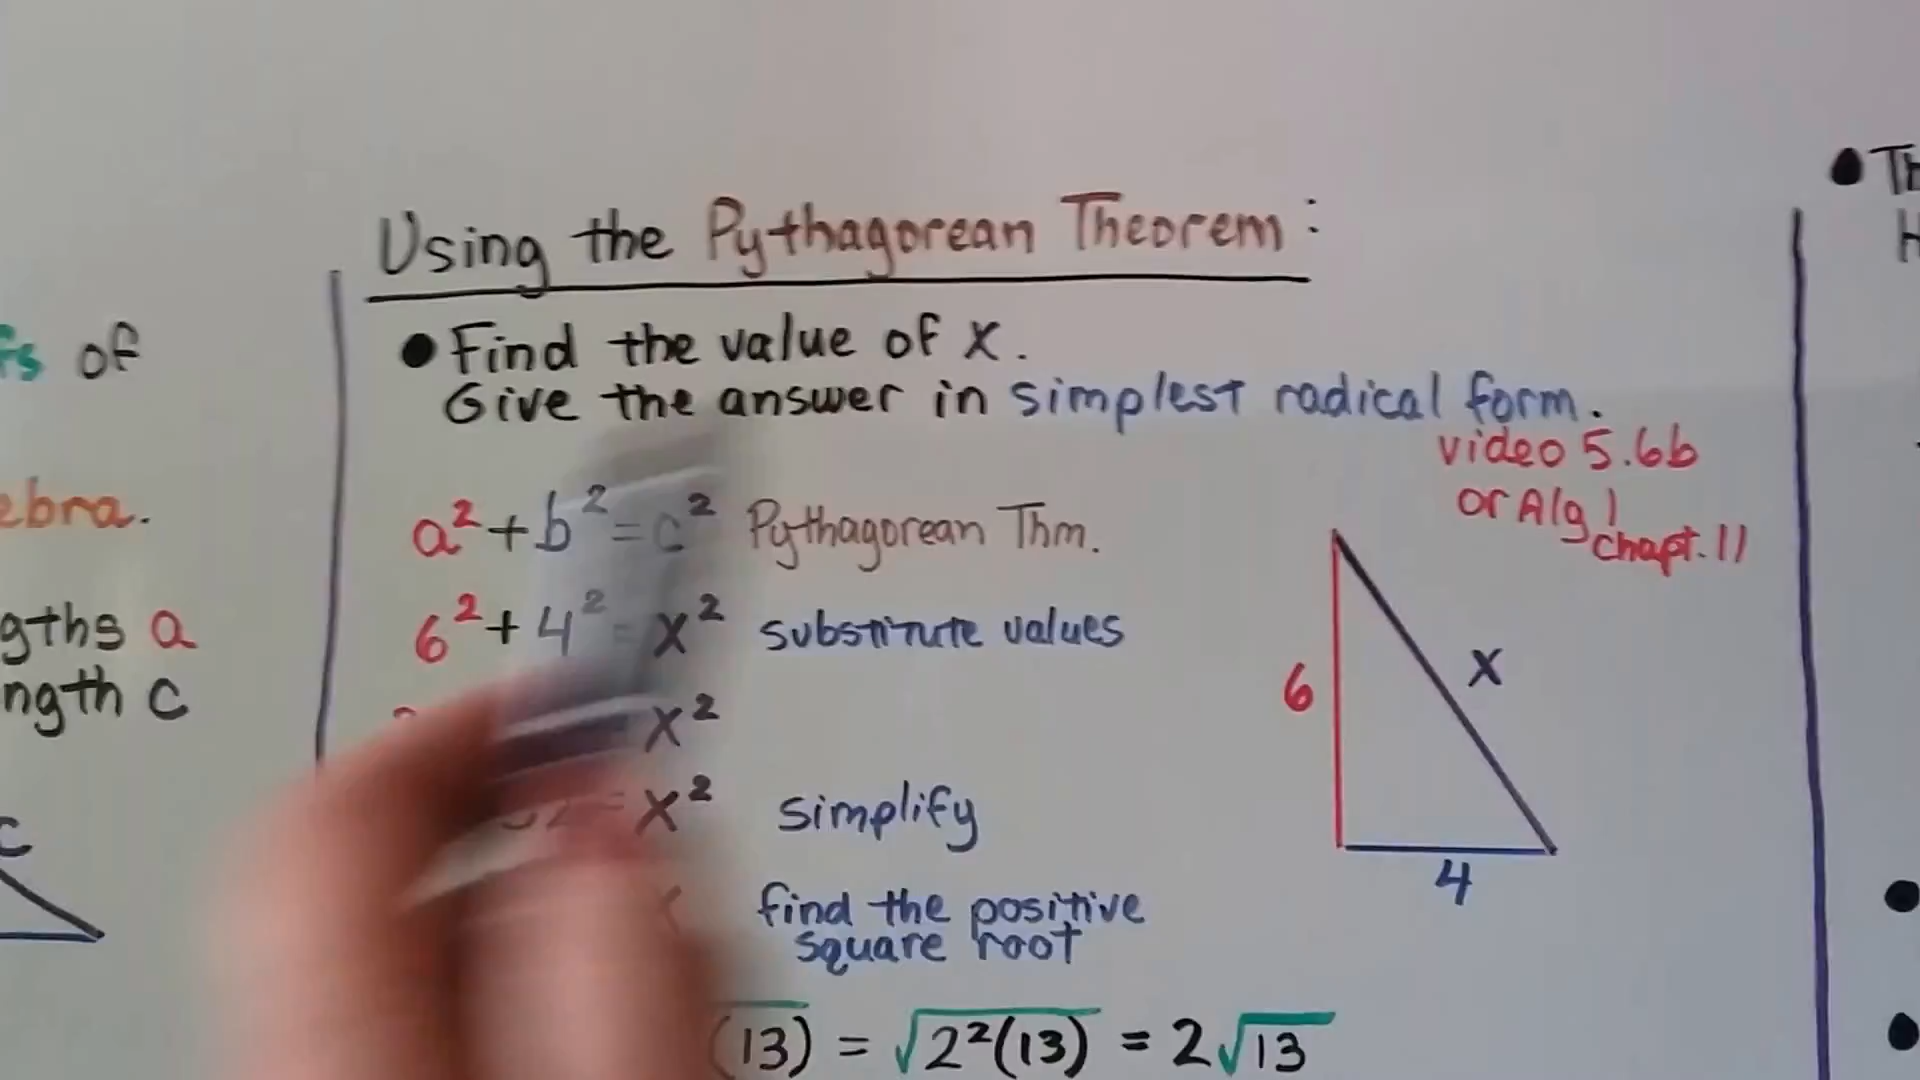 Using the Pythagorean Theorem:
• Find the value of x.
Give the answer in simplest radical form.
video 5.6b
or Alg 1
chapt. 11
a² + b² = c² Pythagorean Thm.
6² + 4² = x² substitute values
x²
= x² simplify
find the positive
square root
(13) = √2²(13) = 2√13
6
x
4
of
ebra.
gths a
ngth c
c